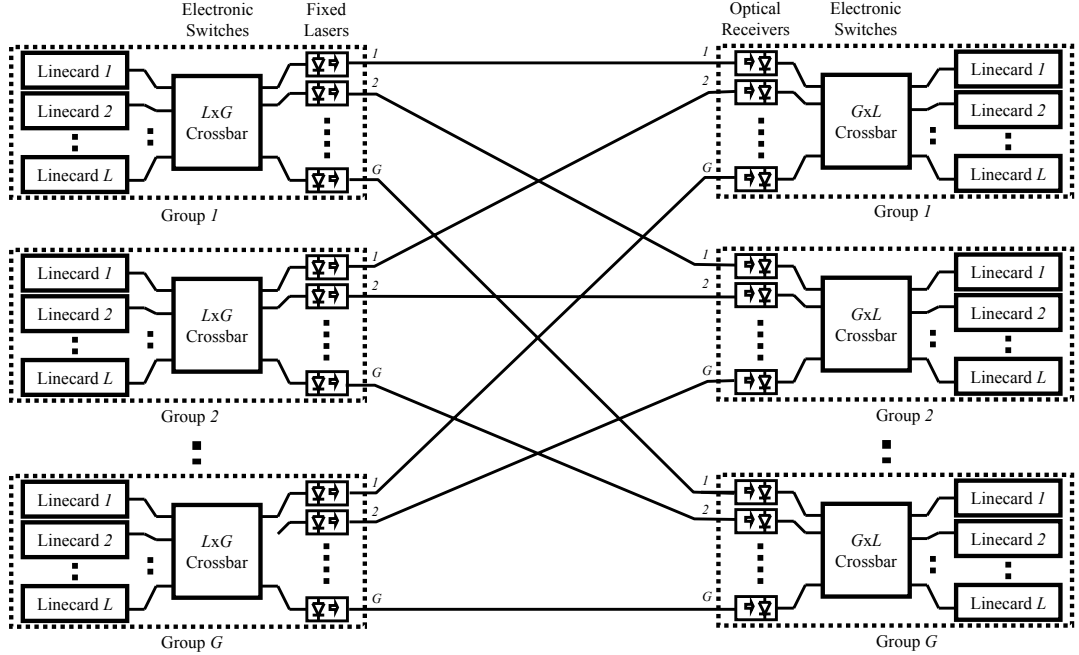 Electronic
Switches
Fixed
Lasers
Optical
Receivers
Electronic
Switches
Linecard 1
Linecard 2
Linecard L
LxG
Crossbar
Group 1
1
2
G
1
2
G
GxL
Crossbar
Linecard 1
Linecard 2
Linecard L
Group 1
Linecard 1
Linecard 2
Linecard L
LxG
Crossbar
Group 2
1
2
G
1
2
G
GxL
Crossbar
Linecard 1
Linecard 2
Linecard L
Group 2
Linecard 1
Linecard 2
Linecard L
LxG
Crossbar
Group G
1
2
G
1
2
G
GxL
Crossbar
Linecard 1
Linecard 2
Linecard L
Group G